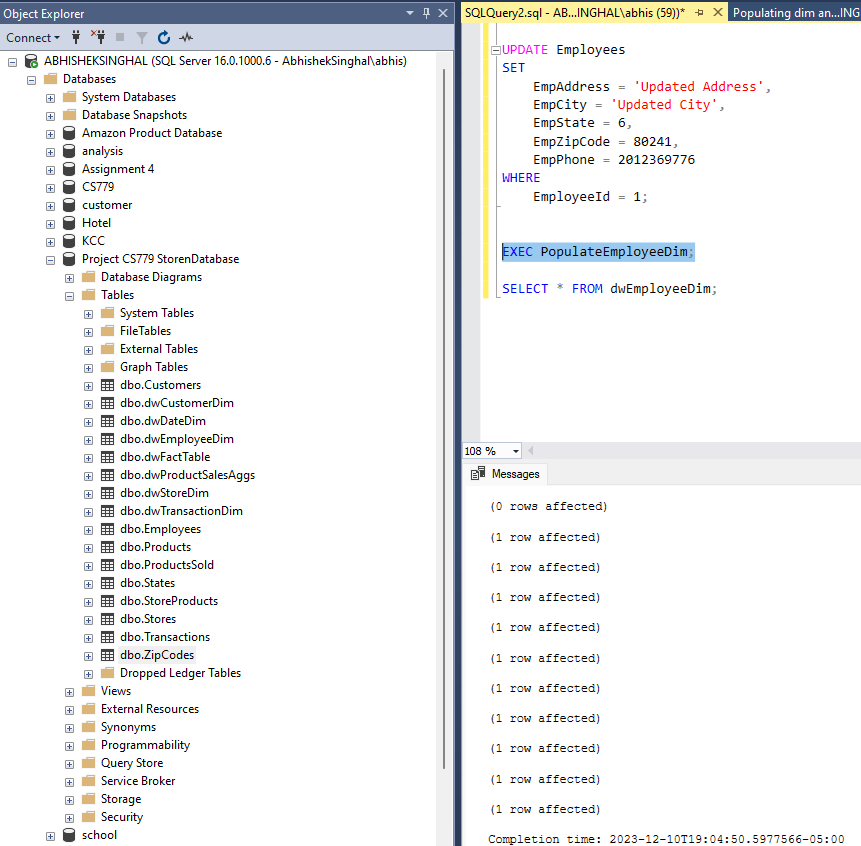 Object Explorer
Connect
ABHISHEKSINGHAL (SQL Server 16.0.1000.6 - AbhishekSinghal\abhis)
Databases
System Databases
Database Snapshots
Amazon Product Database
analysis
Assignment 4
CS779
customer
Hotel
KCC
Project CS779 StorenDatabase
Database Diagrams
Tables
System Tables
FileTables
External Tables
Graph Tables
dbo.Customers
dbo.dwCustomerDim
dbo.dwDateDim
dbo.dwEmployeeDim
dbo.dwFactTable
dbo.dwProductSalesAggs
dbo.dwStoreDim
dbo.dwTransactionDim
dbo.Employees
dbo.Products
dbo.ProductsSold
dbo.States
dbo.StoreProducts
dbo.Stores
dbo.Transactions
dbo.ZipCodes
Dropped Ledger Tables
Views
External Resources
Synonyms
Programmability
Query Store
Service Broker
Storage
Security
school
SQLQuery2.sql - AB...INGHAL\abhis (59))*
Populating dim an...ING
UPDATE Employees
SET
EmpAddress = 'Updated Address',
EmpCity = 'Updated City',
EmpState = 6,
EmpZipCode = 80241,
EmpPhone = 2012369776
WHERE
EmployeeId = 1;
EXEC PopulateEmployeeDim;
SELECT * FROM dwEmployeeDim;
108 %
Messages
(0 rows affected)
(1 row affected)
(1 row affected)
(1 row affected)
(1 row affected)
(1 row affected)
(1 row affected)
(1 row affected)
(1 row affected)
(1 row affected)
(1 row affected)
Completion time: 2023-12-10T19:04:50.5977566-05:00